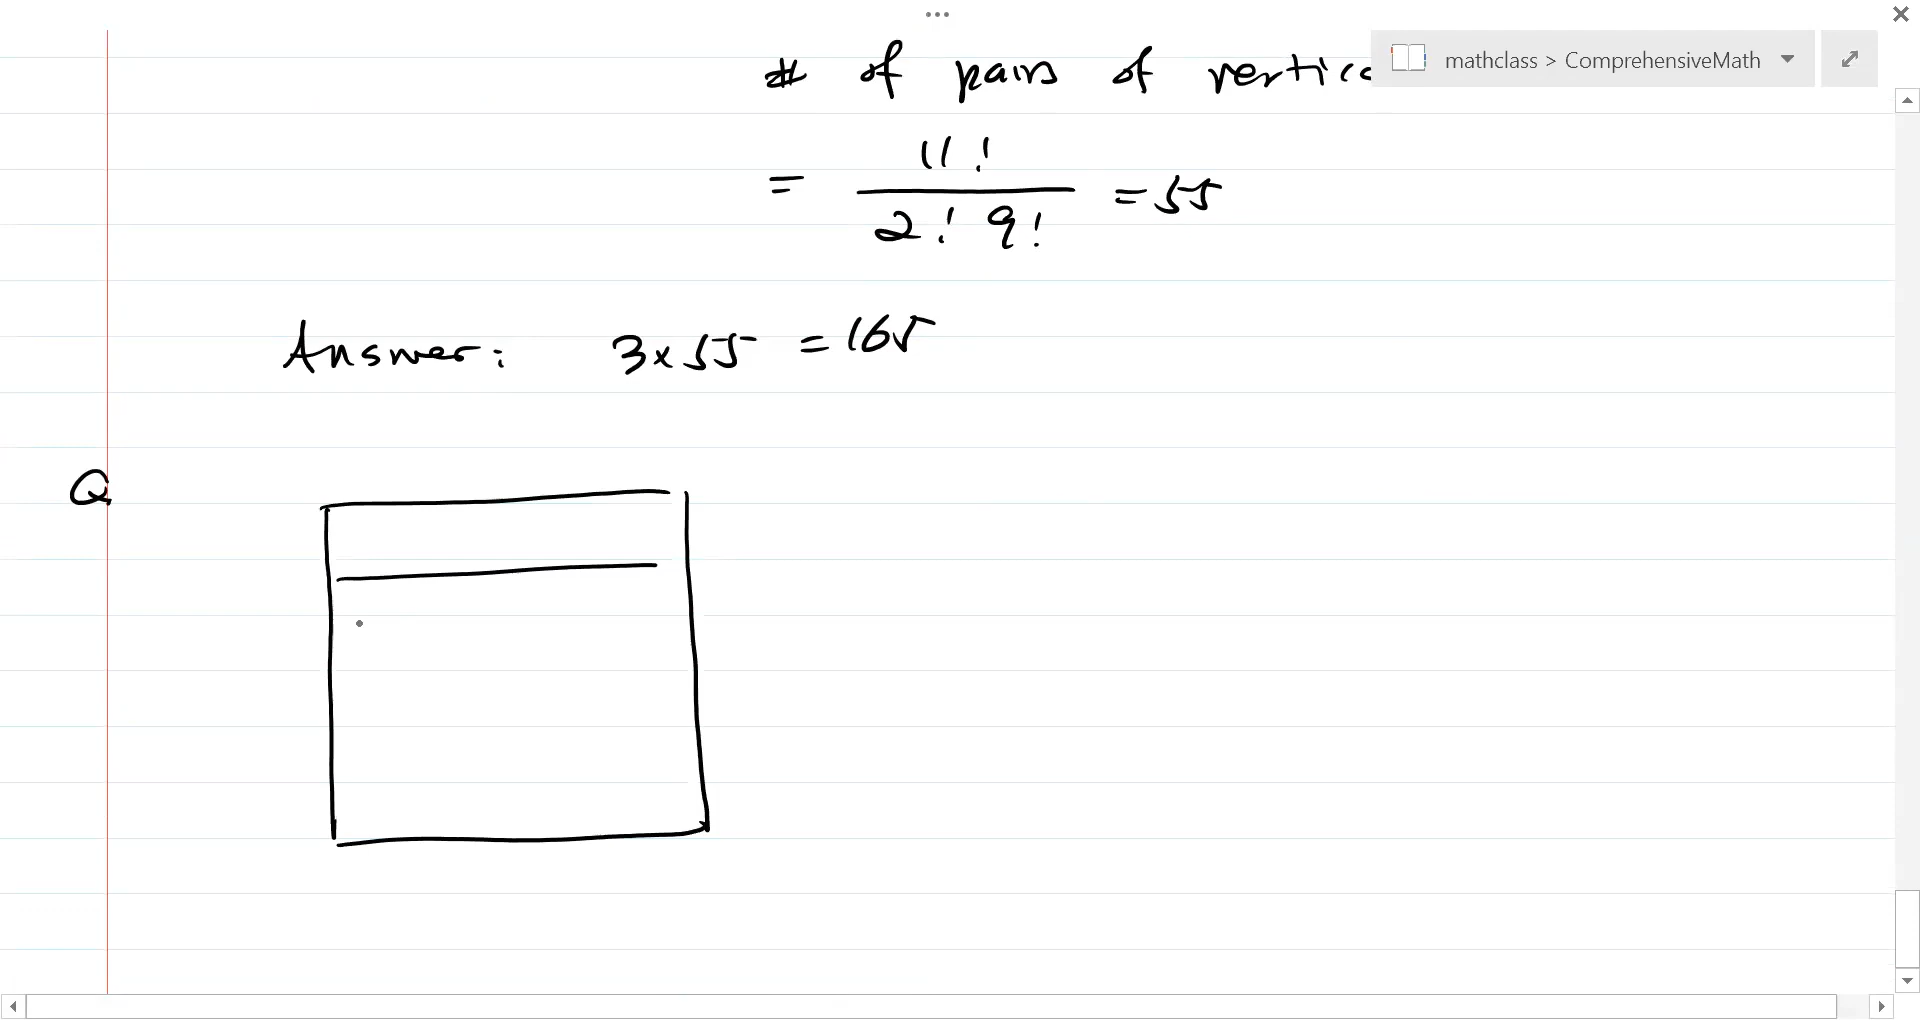 # of pairs of vertic
mathclass > ComprehensiveMath
= 11! / 2! 9! = 55
Answer: 3x55 = 165
Q